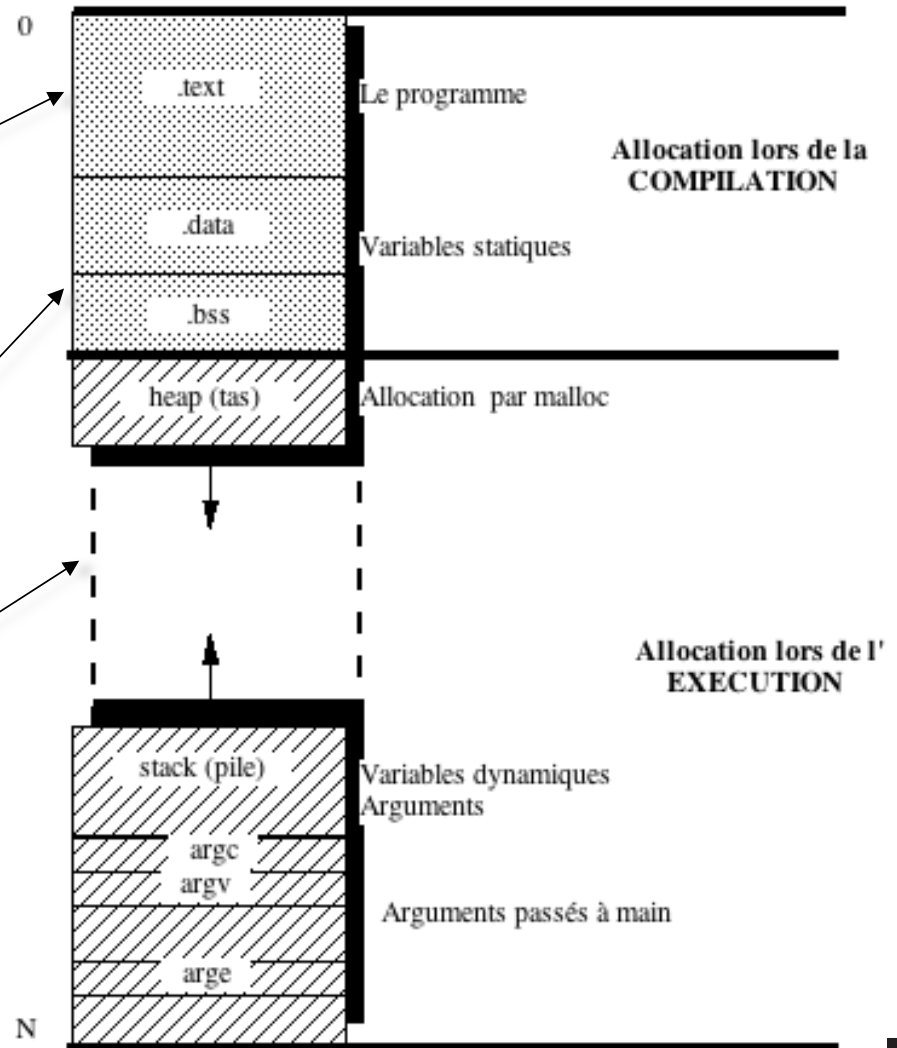 0
.text
Le programme
Allocation lors de la
COMPILATION
.data
Variables statiques
.bss
heap (tas)
Allocation par malloc
Allocation lors de l'
EXECUTION
stack (pile)
Variables dynamiques
Arguments
argc
argv
Arguments passés à main
arge
N